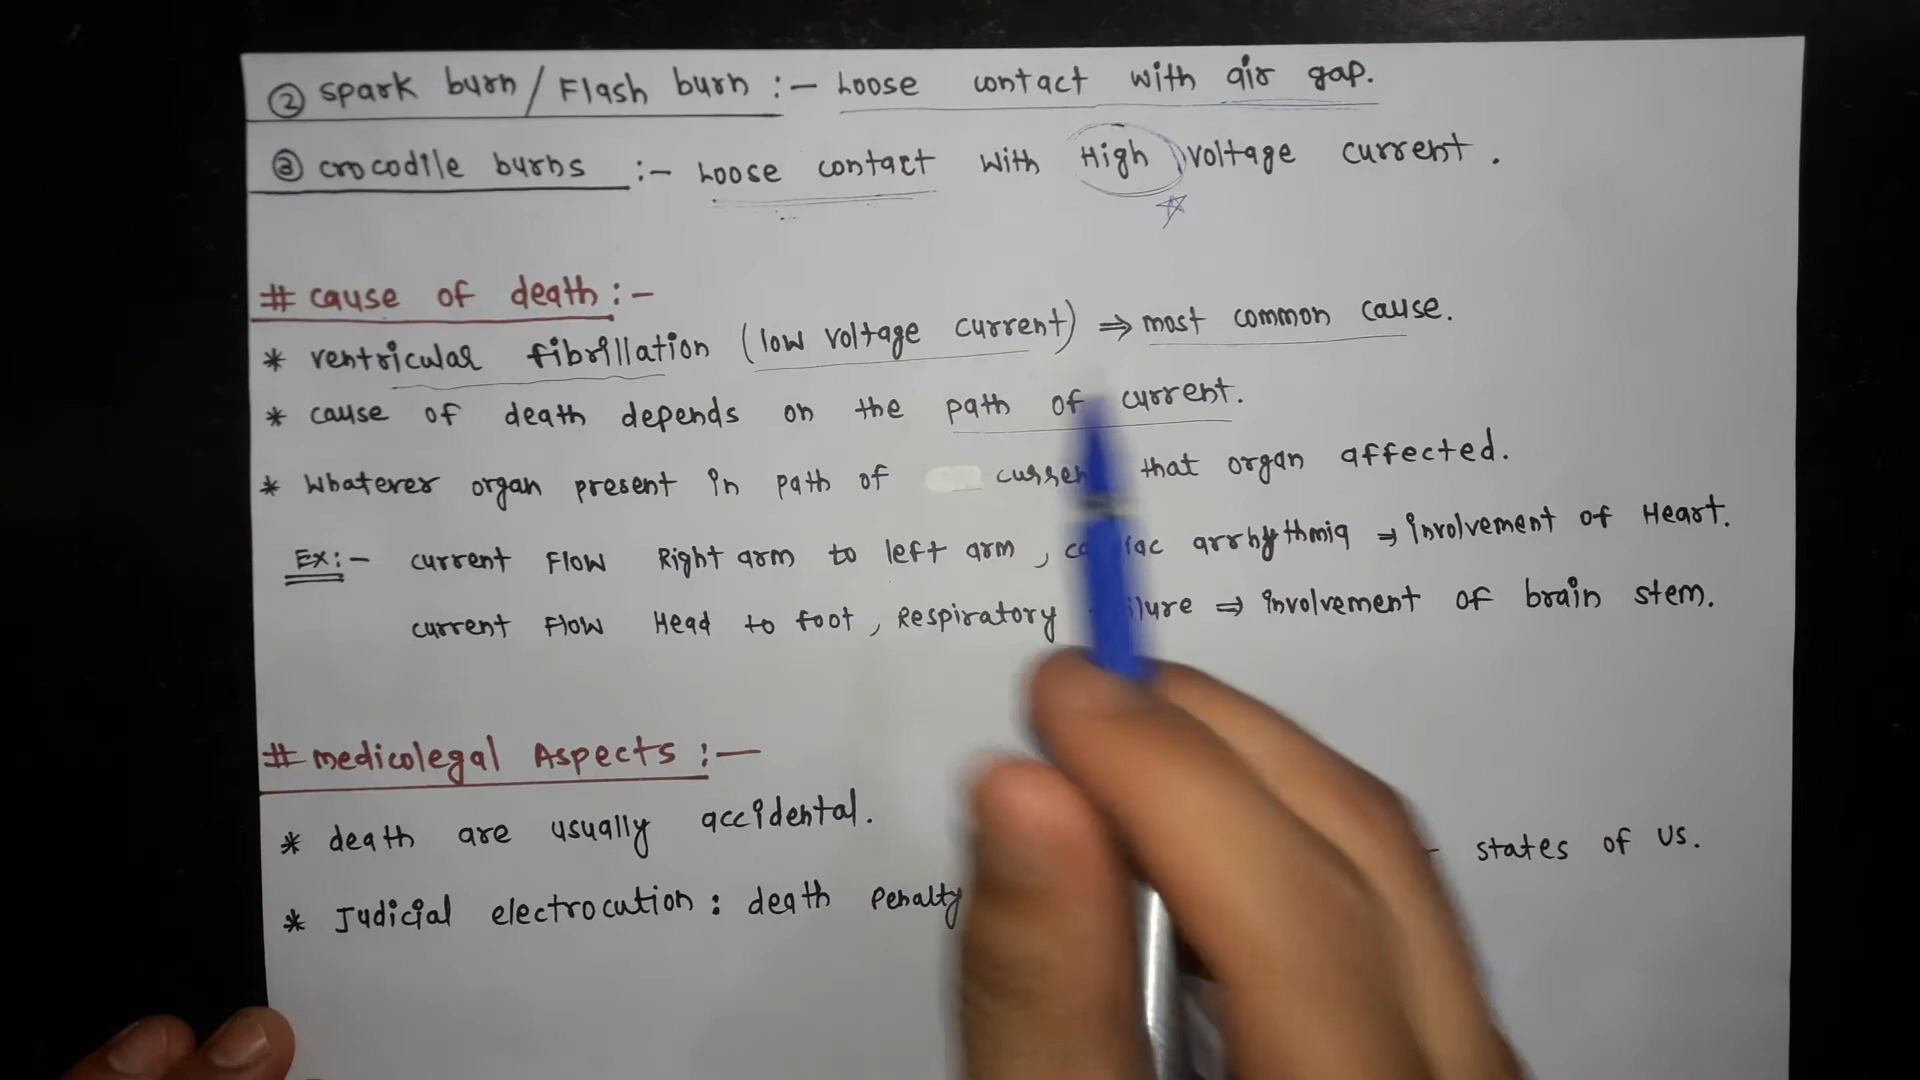 ② spark burn / Flash burn :- Loose contact with air gap.
③ crocodile burns :- Loose contact with High voltage current.
# cause of death :-
* ventricular fibrillation (low voltage current) ⇒ most common cause.
* cause of death depends on the path of current.
* Whatever organ present in path of current that organ affected.
Ex:- current Flow Right arm to left arm, cardiac arrhythmia ⇒ involvement of Heart.
current Flow Head to foot, Respiratory failure ⇒ involvement of brain stem.
# medicolegal Aspects :-
* death are usually accidental.
* Judicial electrocution : death penalty states of US.